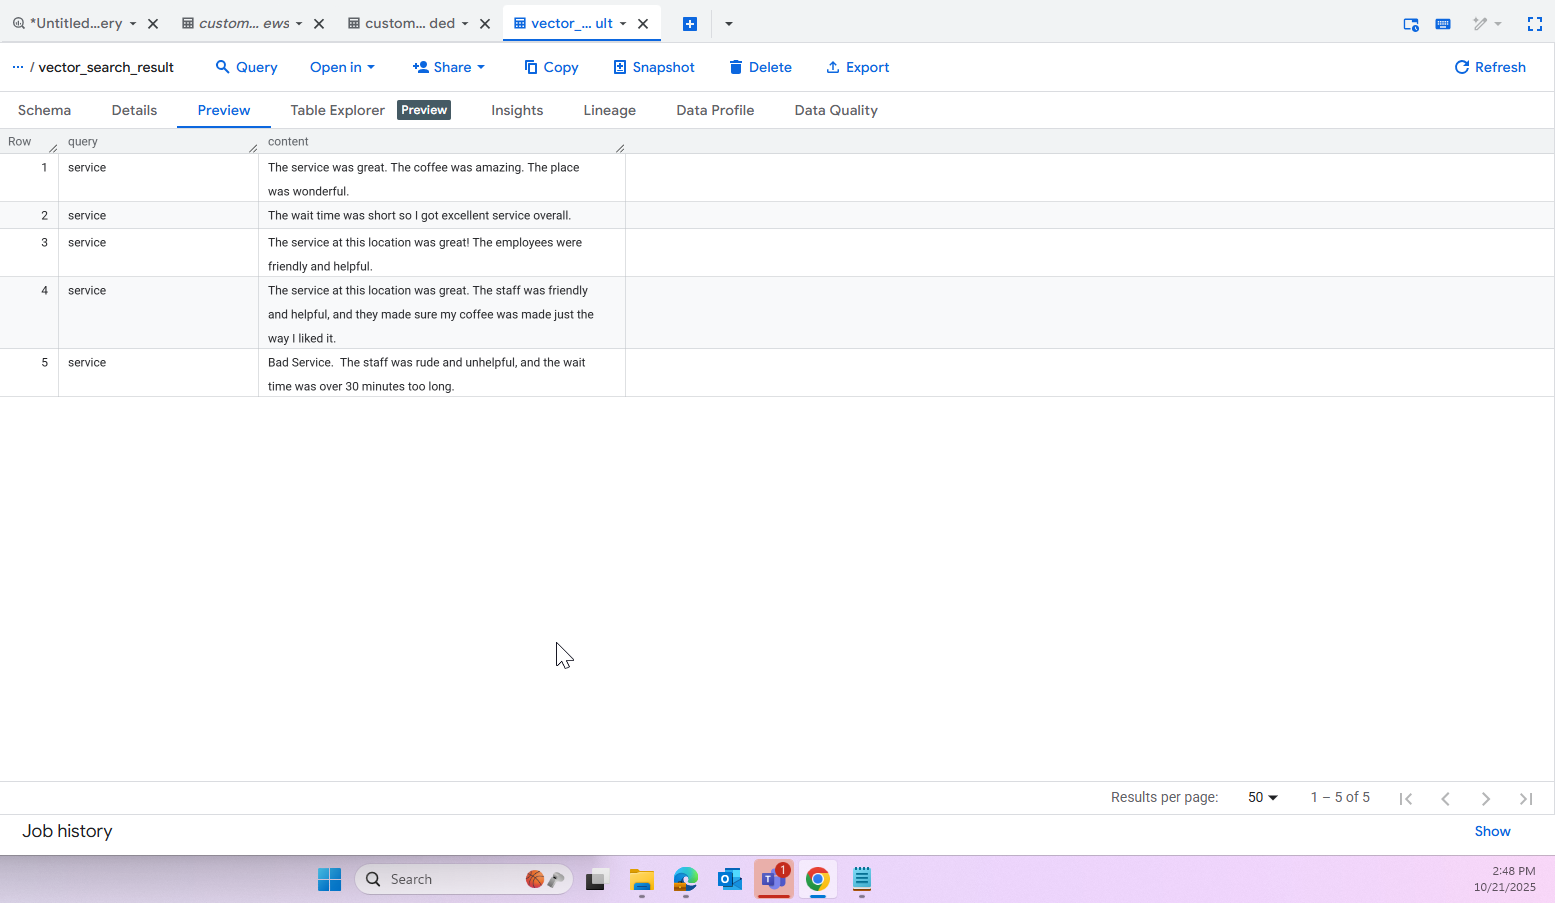 *Untitled...ery custom... ews custom... ded vector_... ult
... / vector_search_result Query Open in Share Copy Snapshot Delete Export Refresh
Schema Details Preview Table Explorer Preview Insights Lineage Data Profile Data Quality
Row query content
1 service The service was great. The coffee was amazing. The place
was wonderful.
2 service The wait time was short so I got excellent service overall.
3 service The service at this location was great! The employees were
friendly and helpful.
4 service The service at this location was great. The staff was friendly
and helpful, and they made sure my coffee was made just the
way I liked it.
5 service Bad Service.  The staff was rude and unhelpful, and the wait
time was over 30 minutes too long.
Results per page: 50 1 – 5 of 5
Job history Show
Search 1 2:48 PM
10/21/2025